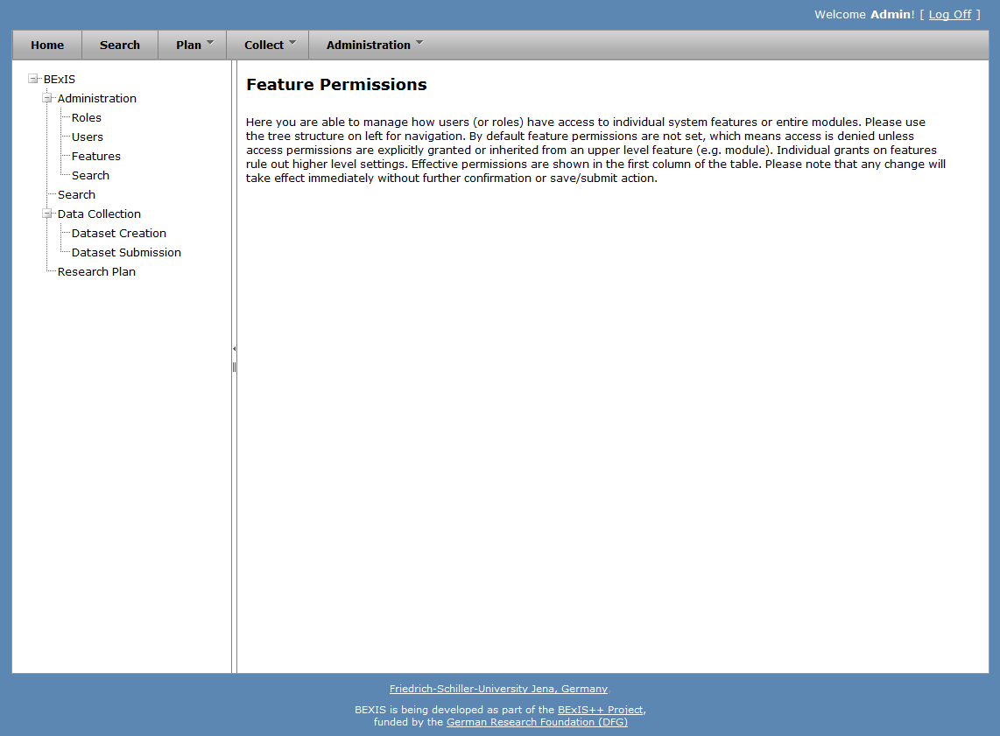 Welcome Admin! [ Log Off ]
Home Search Plan Collect Administration
BExIS
Administration
Roles
Users
Features
Search
Search
Data Collection
Dataset Creation
Dataset Submission
Research Plan
Feature Permissions
Here you are able to manage how users (or roles) have access to individual system features or entire modules. Please use
the tree structure on left for navigation. By default feature permissions are not set, which means access is denied unless
access permissions are explicitly granted or inherited from an upper level feature (e.g. module). Individual grants on features
rule out higher level settings. Effective permissions are shown in the first column of the table. Please note that any change will
take effect immediately without further confirmation or save/submit action.
Friedrich-Schiller-University Jena, Germany
BEXIS is being developed as part of the BExIS++ Project,
funded by the German Research Foundation (DFG)